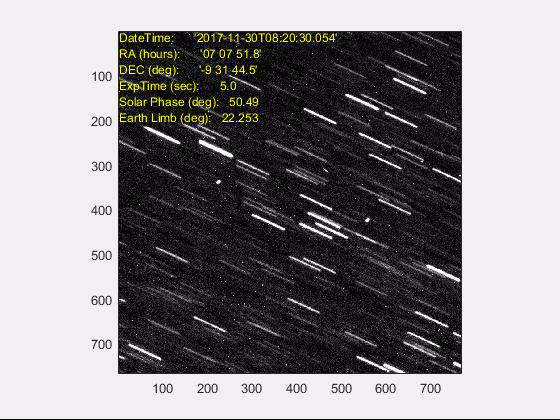 DateTime: '2017-11-30T08:20:30.054'
RA (hours): '07 07 51.8'
DEC (deg): '-9 31 44.5'
ExpTime (sec): 5.0
Solar Phase (deg): 50.49
Earth Limb (deg): 22.253
100
200
300
400
500
600
700
100 200 300 400 500 600 700